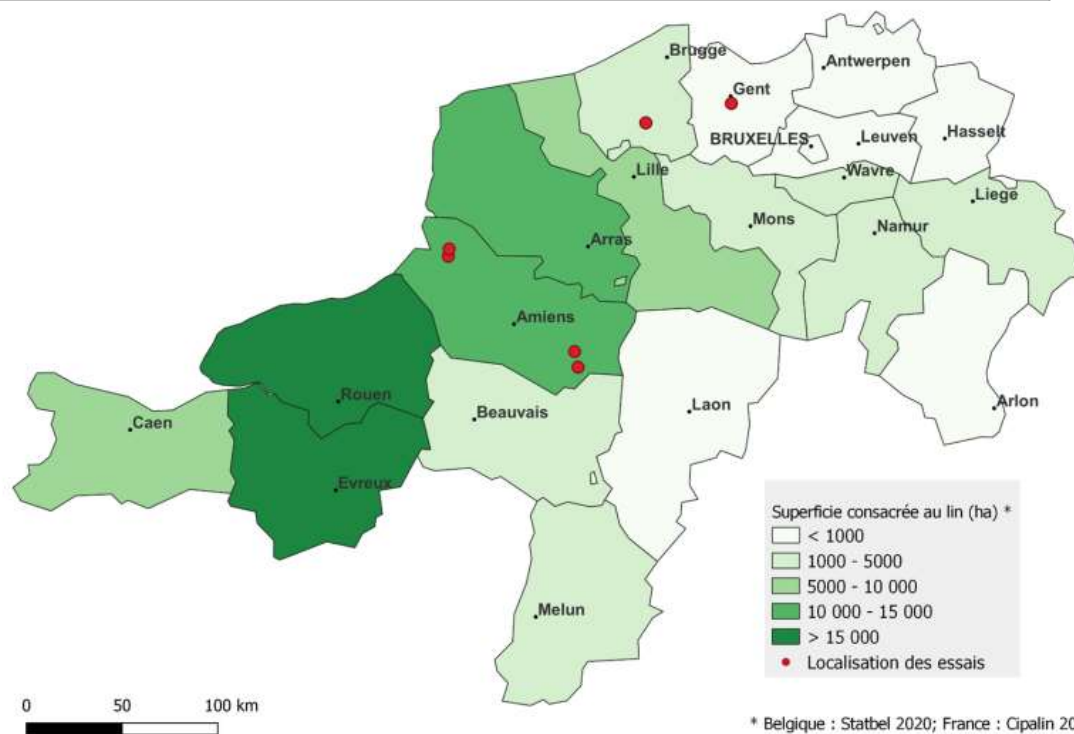 Brugge
Antwerpen
Gent
BRUXELLES
Leuven
Hasselt
Lille
Wavre
Liege
Mons
Namur
Arras
Amiens
Rouen
Beauvais
Laon
Arlon
Caen
Evreux
Melun
Superficie consacrée au lin (ha) *
< 1000
1000 - 5000
5000 - 10 000
10 000 - 15 000
> 15 000
Localisation des essais
0 50 100 km
* Belgique : Statbel 2020; France : Cipalin